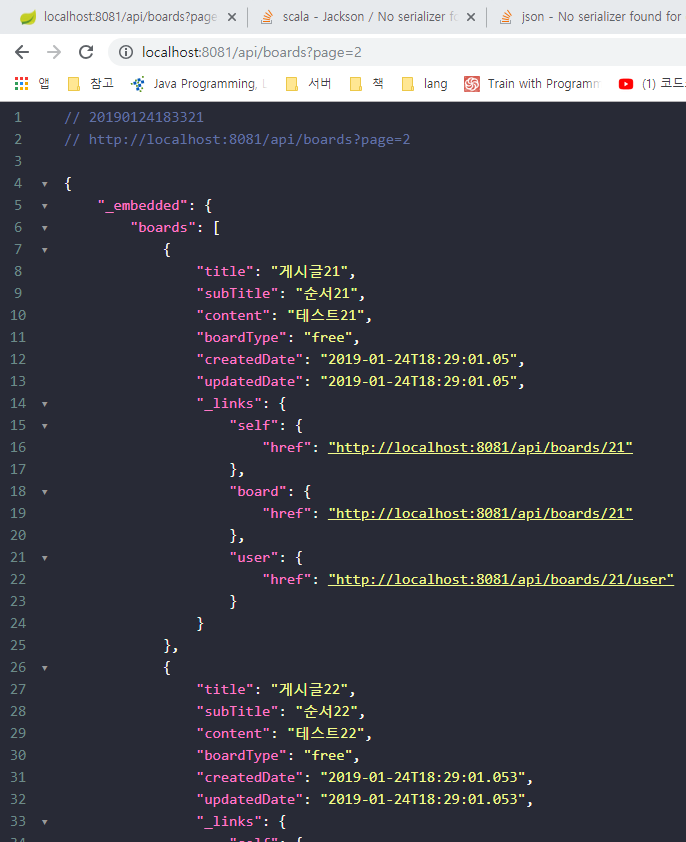 localhost:8081/api/boards?page
scala - Jackson / No serializer f
json - No serializer found for
localhost:8081/api/boards?page=2
앱 참고 Java Programming, 서버 책 lang Train with Programm (1) 코드
1 // 20190124183321
2 // http://localhost:8081/api/boards?page=2
3
4 {
5 "_embedded": {
6 "boards": [
7 {
8 "title": "게시글21",
9 "subTitle": "순서21",
10 "content": "테스트21",
11 "boardType": "free",
12 "createdDate": "2019-01-24T18:29:01.05",
13 "updatedDate": "2019-01-24T18:29:01.05",
14 "_links": {
15 "self": {
16 "href": "http://localhost:8081/api/boards/21"
17 },
18 "board": {
19 "href": "http://localhost:8081/api/boards/21"
20 },
21 "user": {
22 "href": "http://localhost:8081/api/boards/21/user"
23 }
24 }
25 },
26 {
27 "title": "게시글22",
28 "subTitle": "순서22",
29 "content": "테스트22",
30 "boardType": "free",
31 "createdDate": "2019-01-24T18:29:01.053",
32 "updatedDate": "2019-01-24T18:29:01.053",
33 "_links": {
34 "self": {